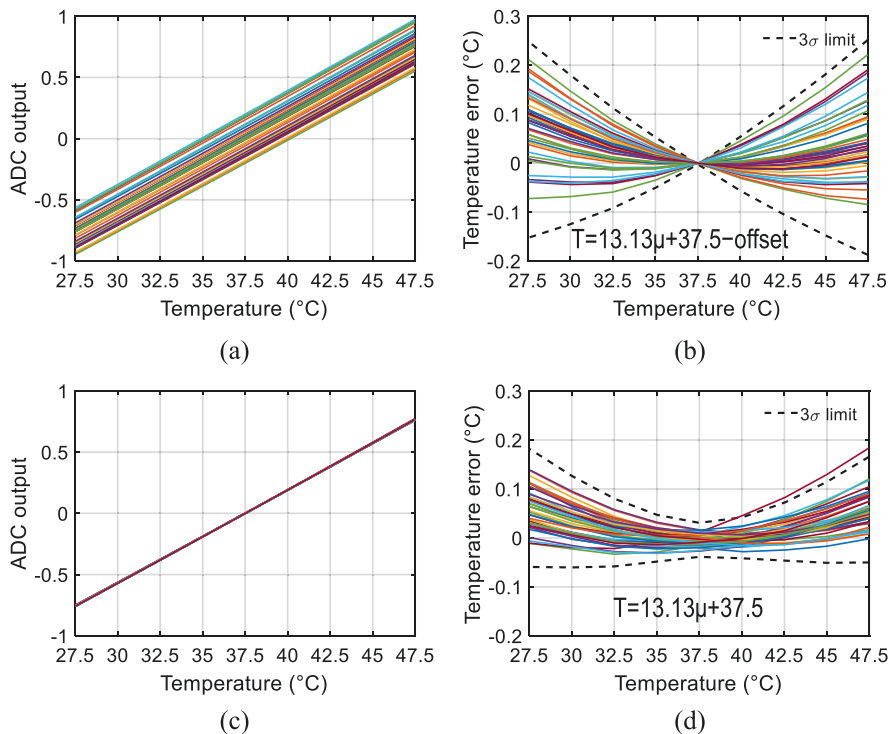 1
0.5
0
-0.5
-1
ADC output
27.5 30 32.5 35 37.5 40 42.5 45 47.5
Temperature (°C)
(a)
0.3
0.2
0.1
0
-0.1
-0.2
Temperature error (°C)
3σ limit
T=13.13μ+37.5−offset
27.5 30 32.5 35 37.5 40 42.5 45 47.5
Temperature (°C)
(b)
1
0.5
0
-0.5
-1
ADC output
27.5 30 32.5 35 37.5 40 42.5 45 47.5
Temperature (°C)
(c)
0.3
0.2
0.1
0
-0.1
-0.2
Temperature error (°C)
3σ limit
T=13.13μ+37.5
27.5 30 32.5 35 37.5 40 42.5 45 47.5
Temperature (°C)
(d)